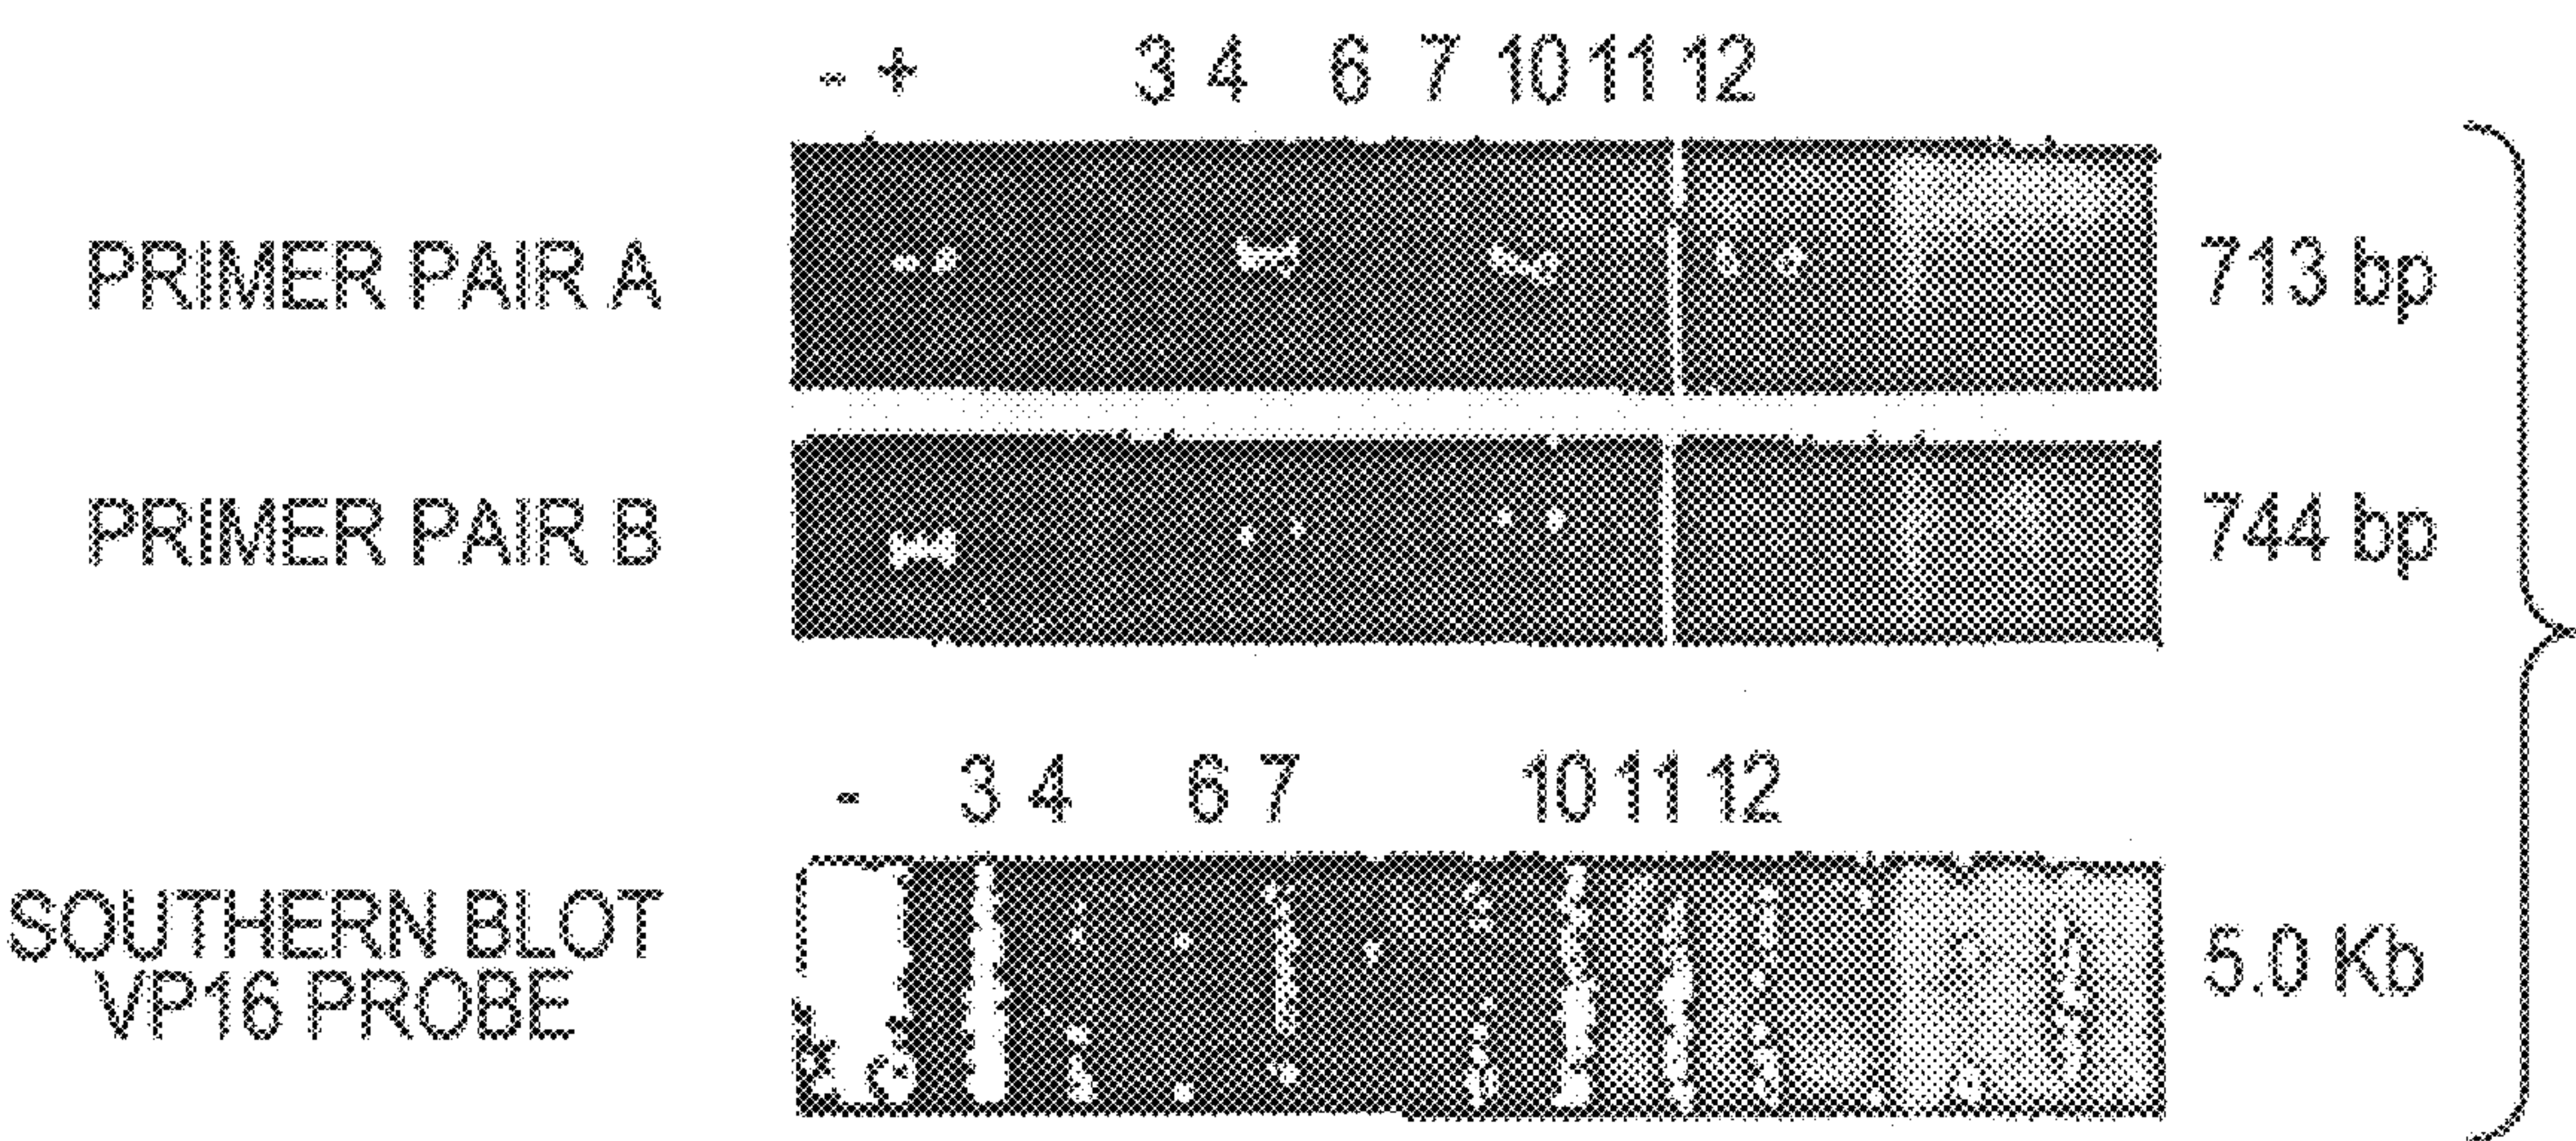 - + 3 4 6 7 10 11 12
PRIMER PAIR A 713 bp
PRIMER PAIR B 744 bp
- 3 4 6 7 10 11 12
SOUTHERN BLOT
VP16 PROBE
5.0 Kb